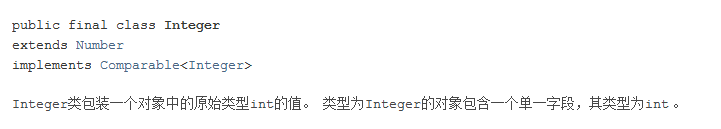 public final class Integer
extends Number
implements Comparable<Integer>
Integer类包装一个对象中的原始类型int的值。 类型为Integer的对象包含一个单一字段，其类型为int 。